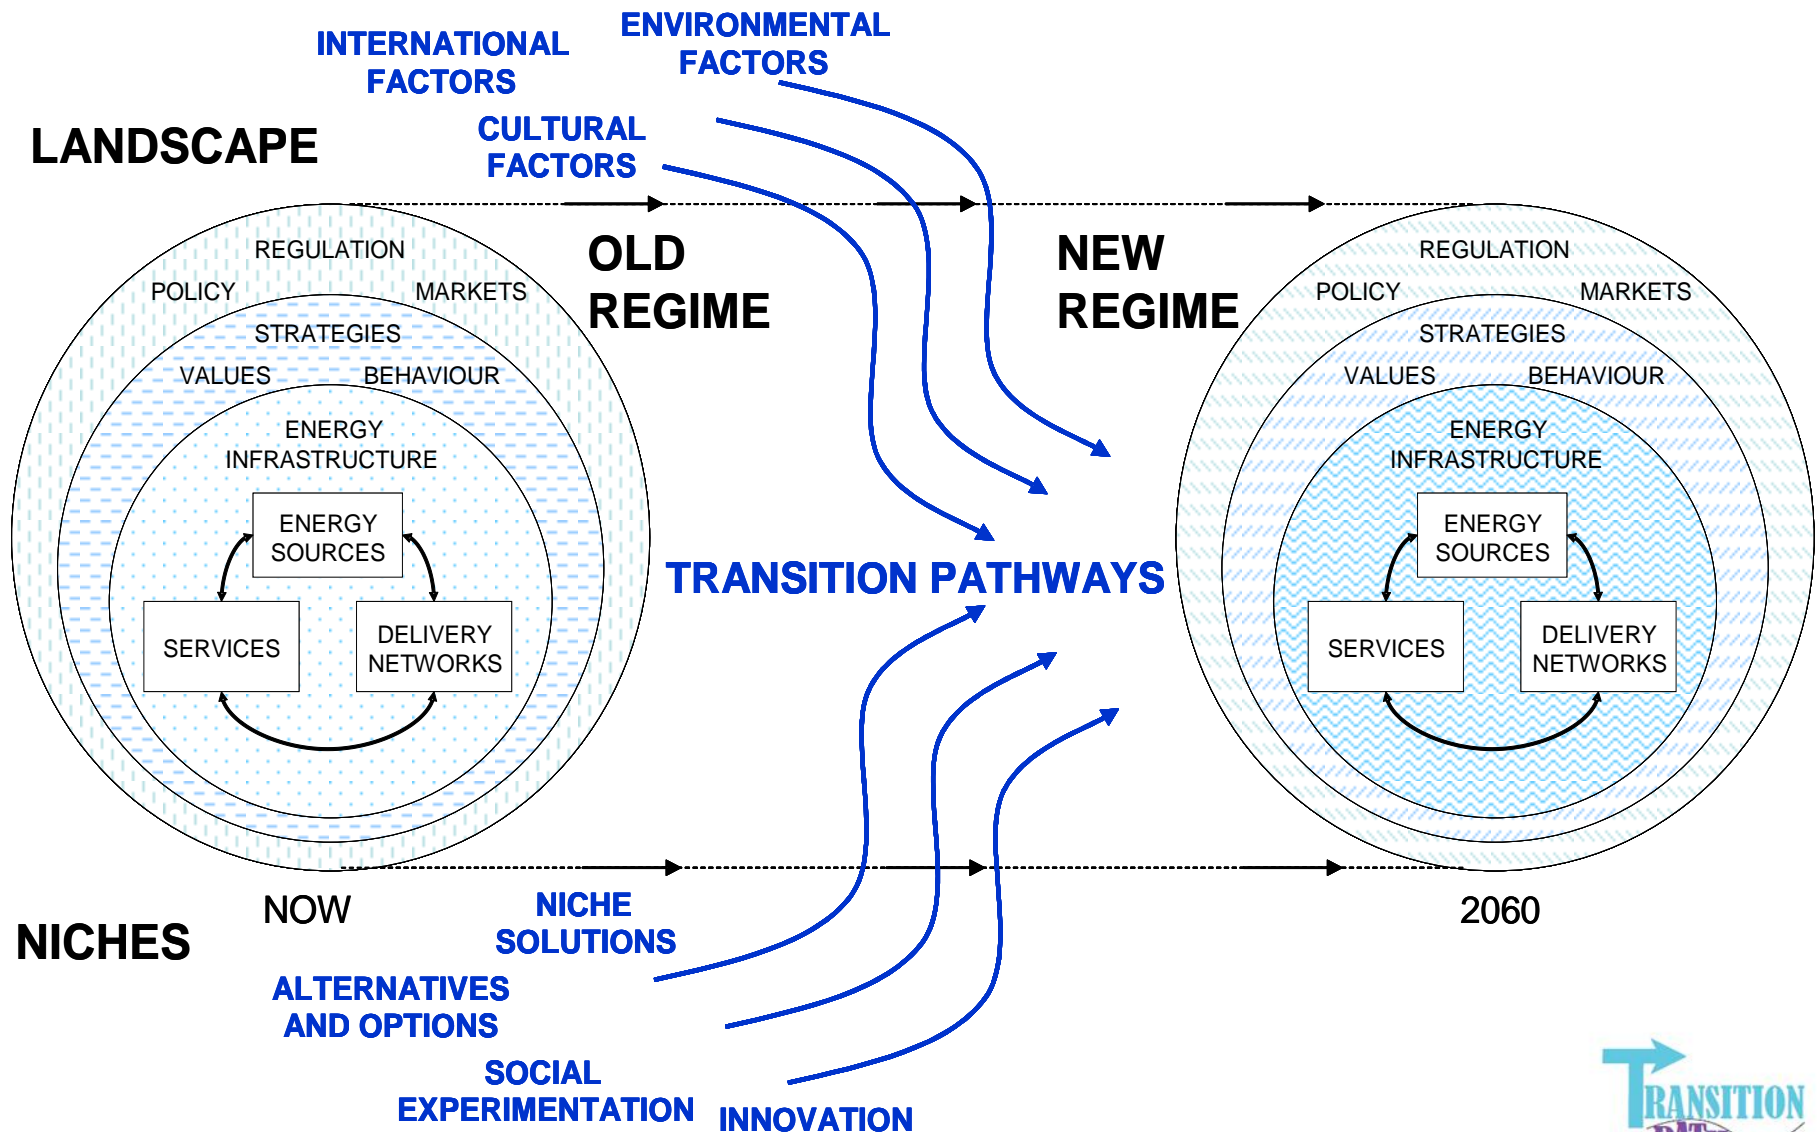 ENVIRONMENTAL
FACTORS
INTERNATIONAL
FACTORS
CULTURAL
FACTORS
LANDSCAPE
OLD
REGIME
NEW
REGIME
REGULATION
POLICY MARKETS
STRATEGIES
VALUES BEHAVIOUR
ENERGY
INFRASTRUCTURE
ENERGY
SOURCES
SERVICES
DELIVERY
NETWORKS
TRANSITION PATHWAYS
REGULATION
POLICY MARKETS
STRATEGIES
VALUES BEHAVIOUR
ENERGY
INFRASTRUCTURE
ENERGY
SOURCES
SERVICES
DELIVERY
NETWORKS
NOW
2060
NICHES
NICHE
SOLUTIONS
ALTERNATIVES
AND OPTIONS
SOCIAL
EXPERIMENTATION
INNOVATION
TRANSITION